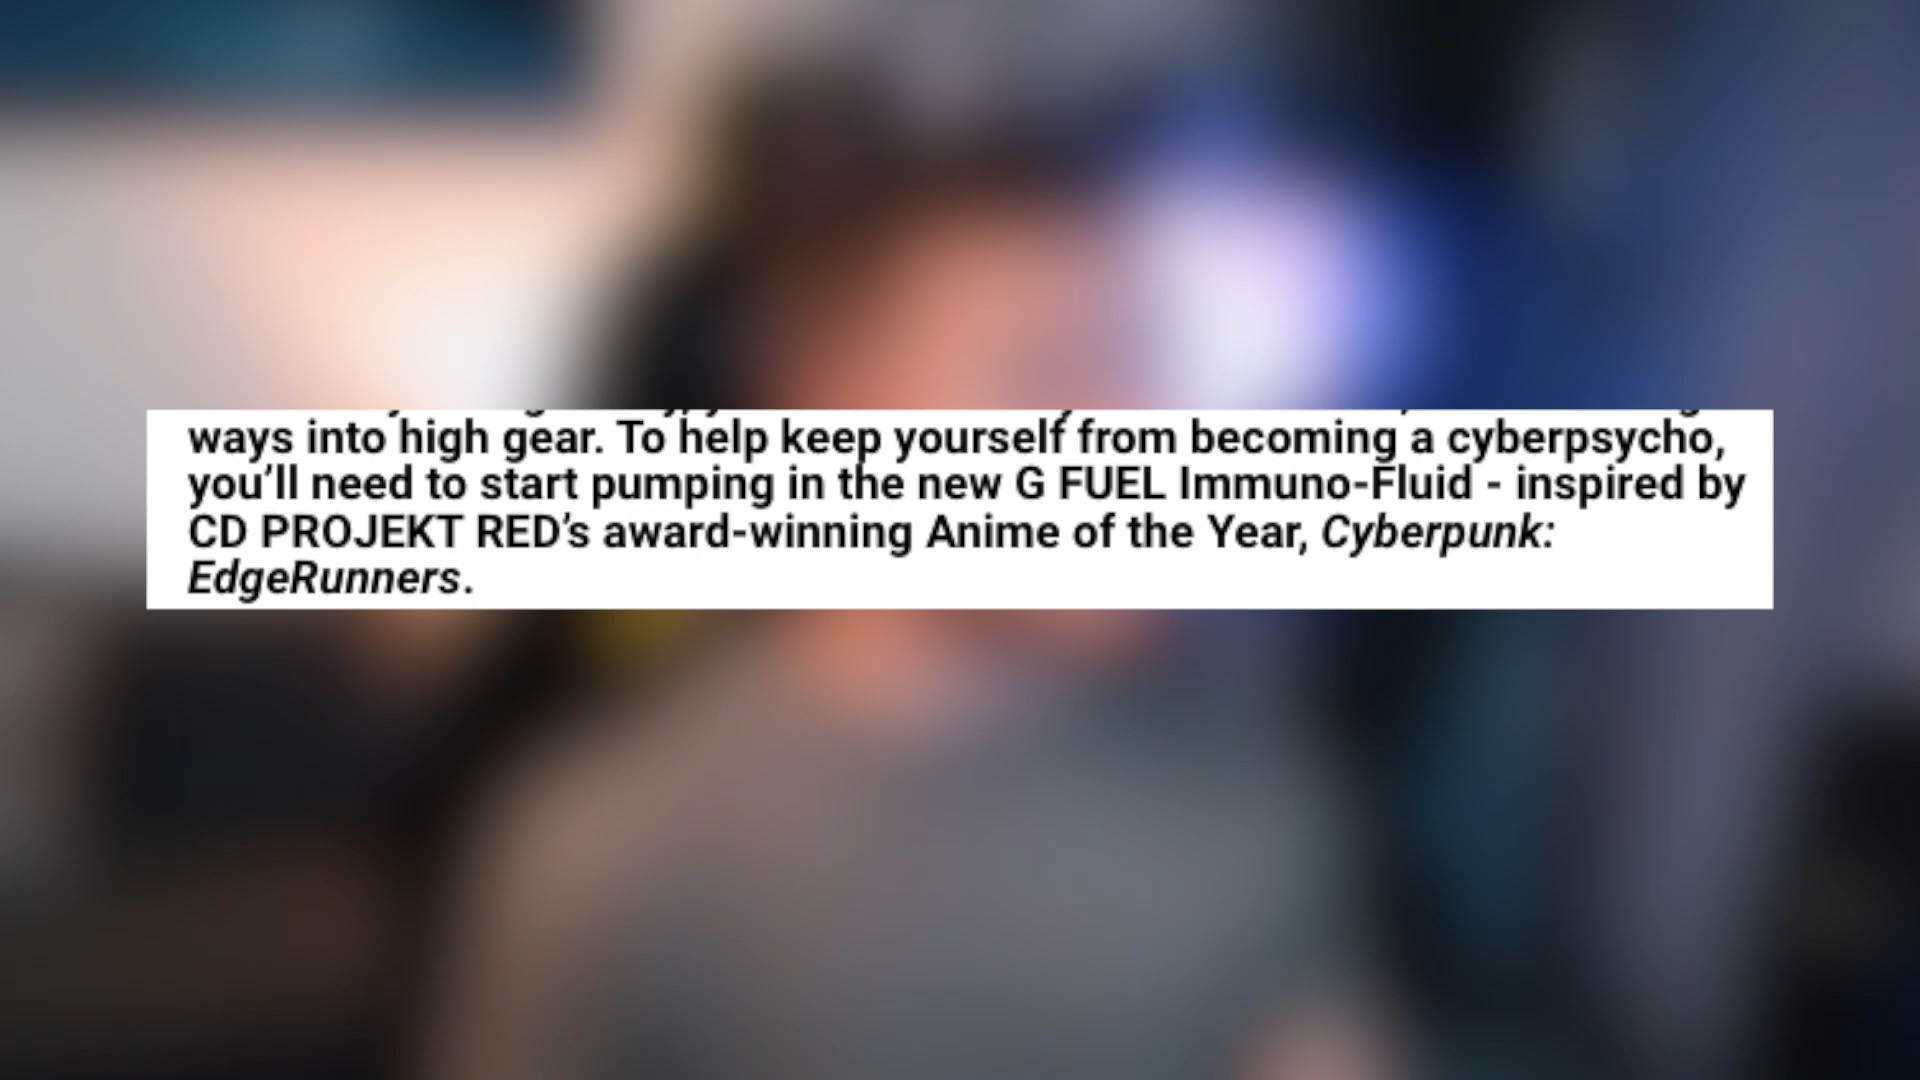 ways into high gear. To help keep yourself from becoming a cyberpsycho,
you’ll need to start pumping in the new G FUEL Immuno-Fluid - inspired by
CD PROJEKT RED’s award-winning Anime of the Year, Cyberpunk:
EdgeRunners.